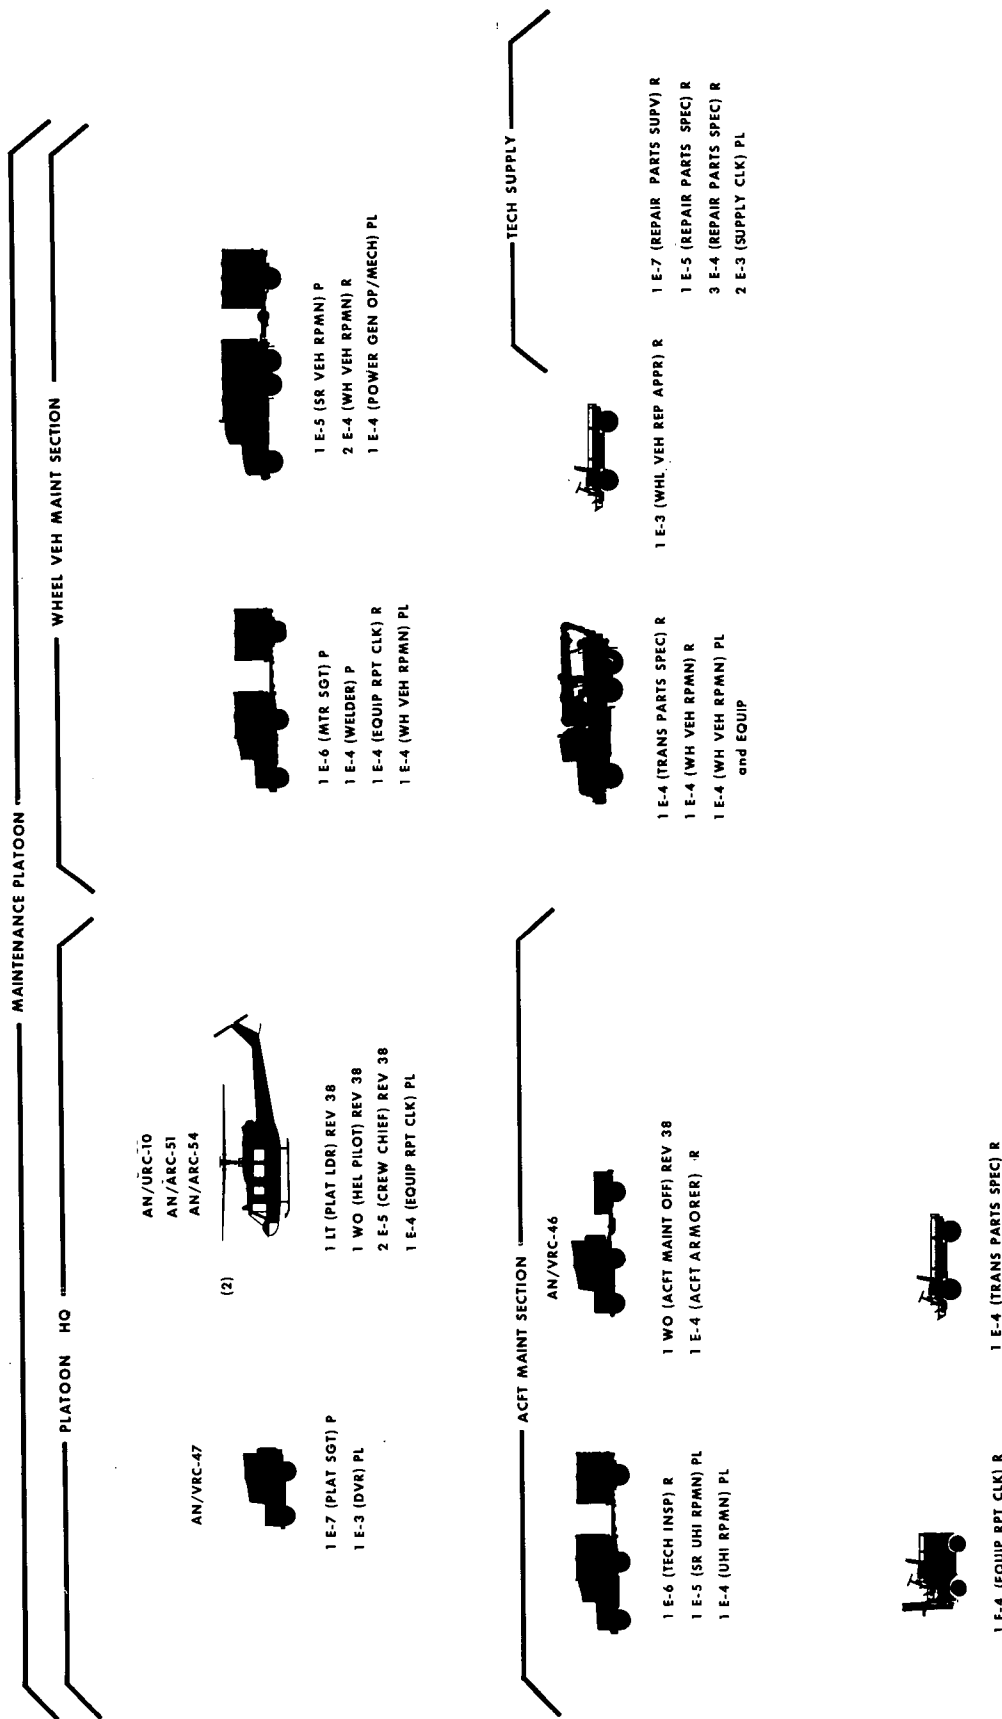 MAINTENANCE PLATOON
PLATOON HQ
AN/VRC-47
1 E-7 (PLAT SGT) P
1 E-3 (DVR) PL
AN/URC-10
AN/ARC-51
AN/ARC-54
(2)
1 LT (PLAT LDR) REV 38
1 WO (HEL PILOT) REV 38
2 E-5 (CREW CHIEF) REV 38
1 E-4 (EQUIP RPT CLK) PL
WHEEL VEH MAINT SECTION
1 E-6 (MTR SGT) P
1 E-4 (WELDER) P
1 E-4 (EQUIP RPT CLK) R
1 E-4 (WH VEH RPMN) PL
1 E-5 (SR VEH RPMN) P
2 E-4 (WH VEH RPMN) R
1 E-4 (POWER GEN OP/MECH) PL
1 E-4 (TRANS PARTS SPEC) R
1 E-4 (WH VEH RPMN) R
1 E-4 (WH VEH RPMN) PL
and EQUIP
1 E-3 (WHL VEH REP APPR) R
TECH SUPPLY
1 E-7 (REPAIR PARTS SUPV) R
1 E-5 (REPAIR PARTS SPEC) R
3 E-4 (REPAIR PARTS SPEC) R
2 E-3 (SUPPLY CLK) PL
ACFT MAINT SECTION
1 E-6 (TECH INSP) R
1 E-5 (SR UHI RPMN) PL
1 E-4 (UHI RPMN) PL
AN/VRC-46
1 WO (ACFT MAINT OFF) REV 38
1 E-4 (ACFT ARMORER) R
1 E-4 (EQUIP RPT CLK) R
1 E-4 (TRANS PARTS SPEC) R